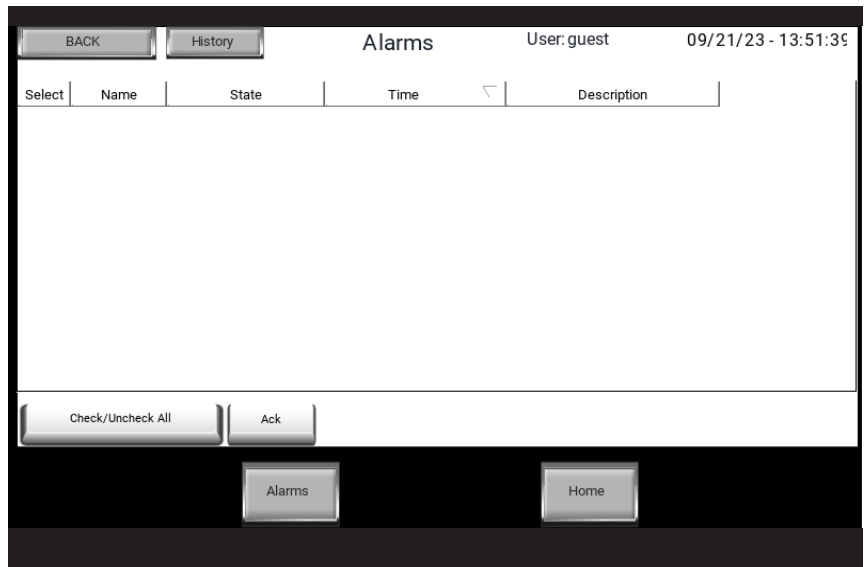 BACK History Alarms User: guest 09/21/23 - 13:51:39
Select Name State Time Description
Check/Uncheck All Ack
Alarms Home